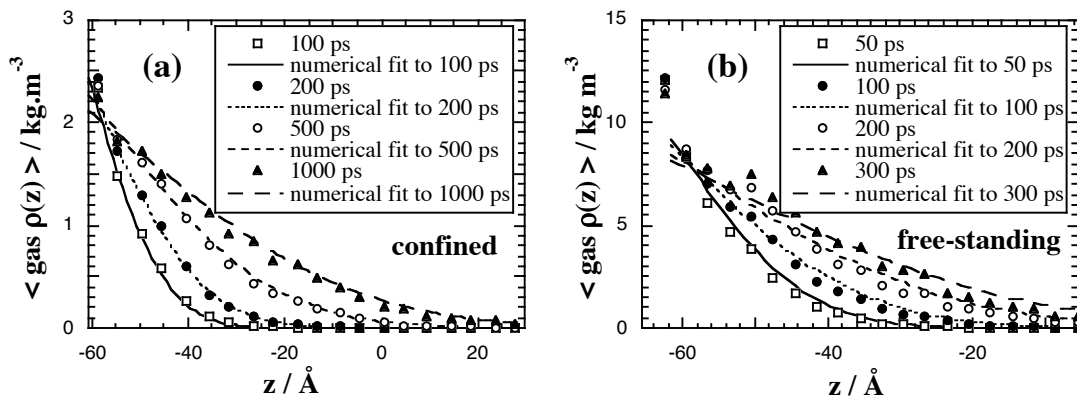 (a)
100 ps
numerical fit to 100 ps
200 ps
numerical fit to 200 ps
500 ps
numerical fit to 500 ps
1000 ps
numerical fit to 1000 ps
confined
3
2
1
0
-60
-40
-20
0
20
z / Å
< gas ρ(z) > / kg.m-3
(b)
50 ps
numerical fit to 50 ps
100 ps
numerical fit to 100 ps
200 ps
numerical fit to 200 ps
300 ps
numerical fit to 300 ps
free-standing
15
10
5
0
-60
-40
-20
z / Å
< gas ρ(z) > / kg m-3